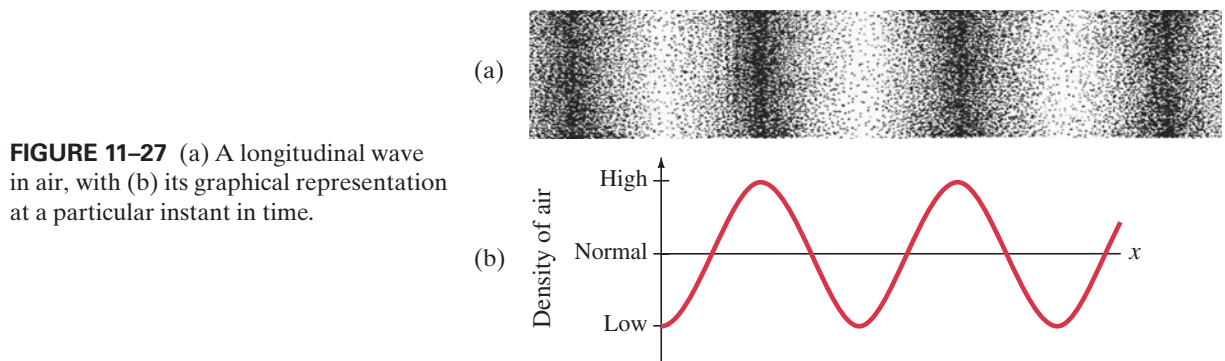 (a)
FIGURE 11–27 (a) A longitudinal wave
in air, with (b) its graphical representation
at a particular instant in time.
(b)
Density of air
High
Normal
Low
x